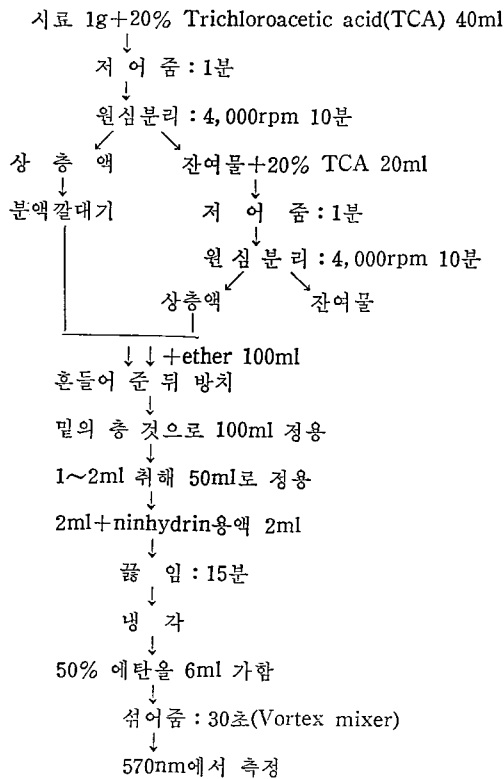 시료 1g+20% Trichloroacetic acid(TCA) 40ml
저 어 줌 : 1분
원심분리 : 4,000rpm 10분
상 층 액 잔여물+20% TCA 20ml
분액깔대기 저 어 줌 : 1분
원 심 분 리 : 4,000rpm 10분
상층액 잔여물
+ether 100ml
흔들어 준 뒤 방치
밑의 층 것으로 100ml 정용
1~2ml 취해 50ml로 정용
2ml+ninhydrin용액 2ml
끓 임 : 15분
냉 각
50% 에탄올 6ml 가함
섞어줌 : 30초(Vortex mixer)
570nm에서 측정